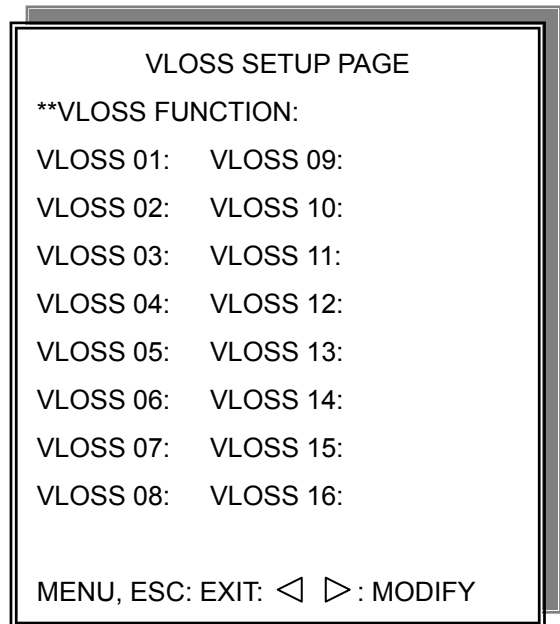 VLOSS SETUP PAGE
**VLOSS FUNCTION:
VLOSS 01: VLOSS 09:
VLOSS 02: VLOSS 10:
VLOSS 03: VLOSS 11:
VLOSS 04: VLOSS 12:
VLOSS 05: VLOSS 13:
VLOSS 06: VLOSS 14:
VLOSS 07: VLOSS 15:
VLOSS 08: VLOSS 16:
MENU, ESC: EXIT: ◁ ▷ : MODIFY